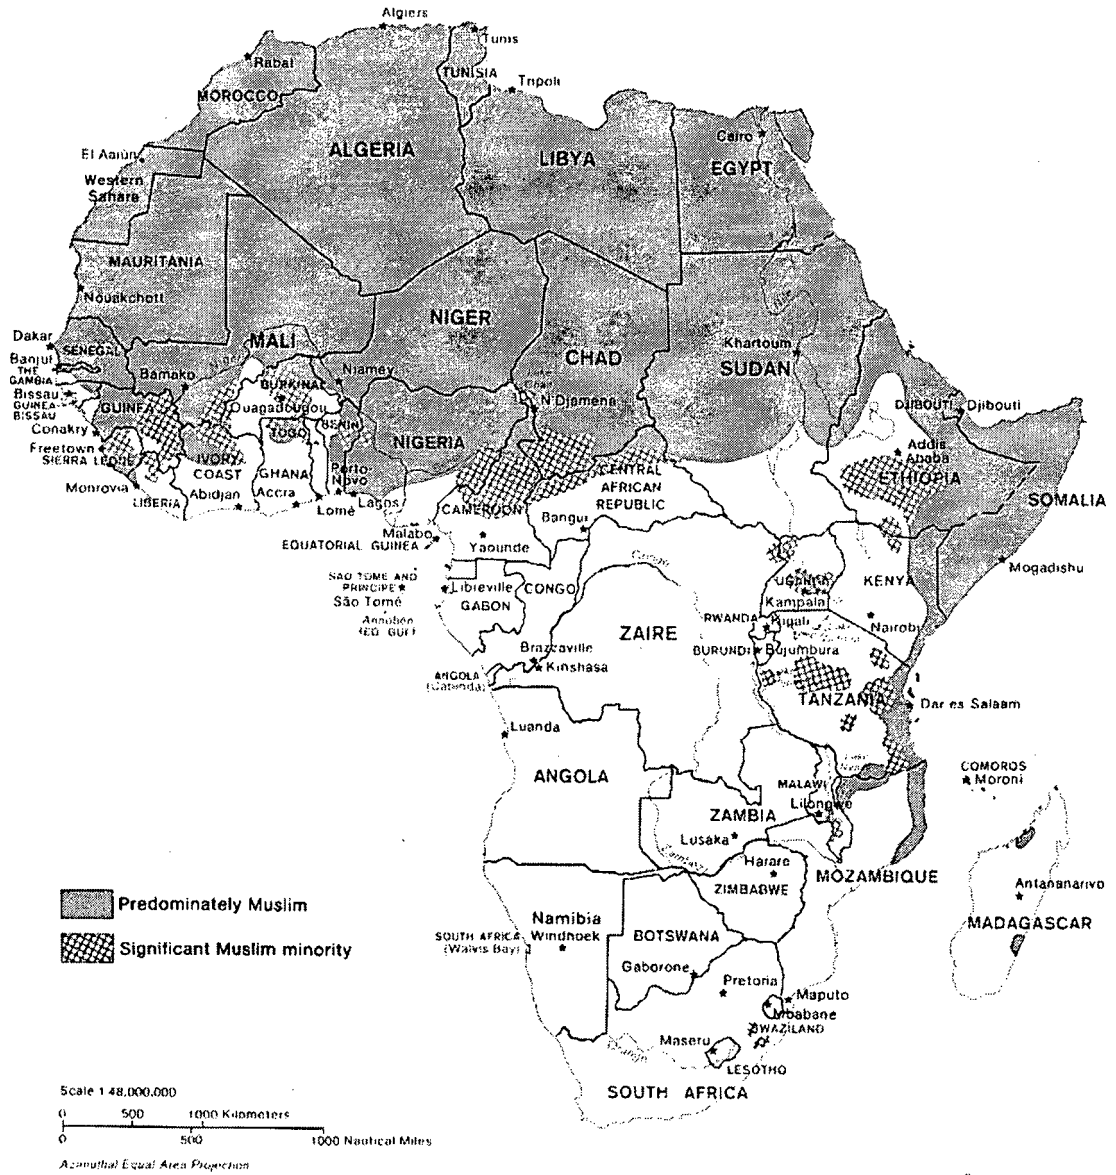 Algiers
Tunis
Rabat
TUNISIA
Tripoli
MOROCCO
Cairo
El Aaiún
ALGERIA
LIBYA
EGYPT
Western
Sahara
MAURITANIA
Nouakchott
NIGER
Dakar
MALI
CHAD
Khartoum
SUDAN
SENEGAL
Banjul
THE
GAMBIA
Bamako
Niamey
BURKINA
Bissau
GUINEA
BISSAU
GUINEA
Ouagadougou
N'Djamena
DJIBOUTI
Djibouti
Conakry
TOGO
BENIN
NIGERIA
Addis
Ababa
Freetown
SIERRA LEONE
IVORY
COAST
GHANA
Porto-
Novo
CENTRAL
AFRICAN
REPUBLIC
ETHIOPIA
SOMALIA
Monrovia
LIBERIA
Abidjan
Accra
Lomé
Lagos
CAMEROON
Bangui
Malabo
EQUATORIAL GUINEA
Yaounde
Mogadishu
SAO TOME AND
PRINCIPE
São Tomé
Libreville
GABON
CONGO
UGANDA
Kampala
KENYA
Annobón
(EQ. GUI.)
ZAIRE
RWANDA
Kigali
Nairobi
Brazzaville
Kinshasa
BURUNDI
Bujumbura
ANGOLA
(Cabinda)
TANZANIA
Dar es Salaam
Luanda
ANGOLA
MALAWI
COMOROS
Moroni
Lilongwe
ZAMBIA
Lusaka
Harare
MOZAMBIQUE
ZIMBABWE
Antananarivo
MADAGASCAR
Predominately Muslim
Significant Muslim minority
Namibia
Windhoek
SOUTH AFRICA
(Walvis Bay)
BOTSWANA
Gaborone
Pretoria
Maputo
Mbabane
SWAZILAND
Maseru
LESOTHO
SOUTH AFRICA
Scale 1:48,000,000
0 500 1000 Kilometers
0 500 1000 Nautical Miles
Azimuthal Equal Area Projection